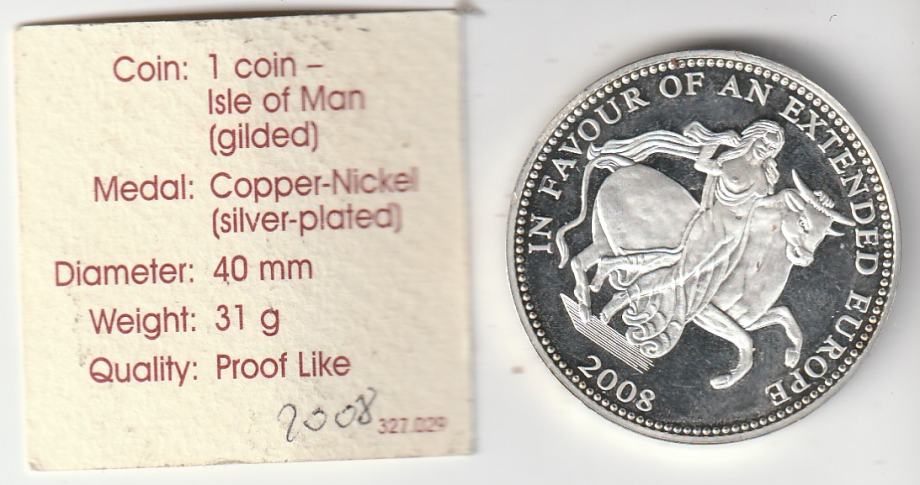 Coin: 1 coin –
Isle of Man
(gilded)
Medal: Copper-Nickel
(silver-plated)
Diameter: 40 mm
Weight: 31 g
Quality: Proof Like
2008
327.029
IN FAVOUR OF AN EXTENDED EUROPE
2008